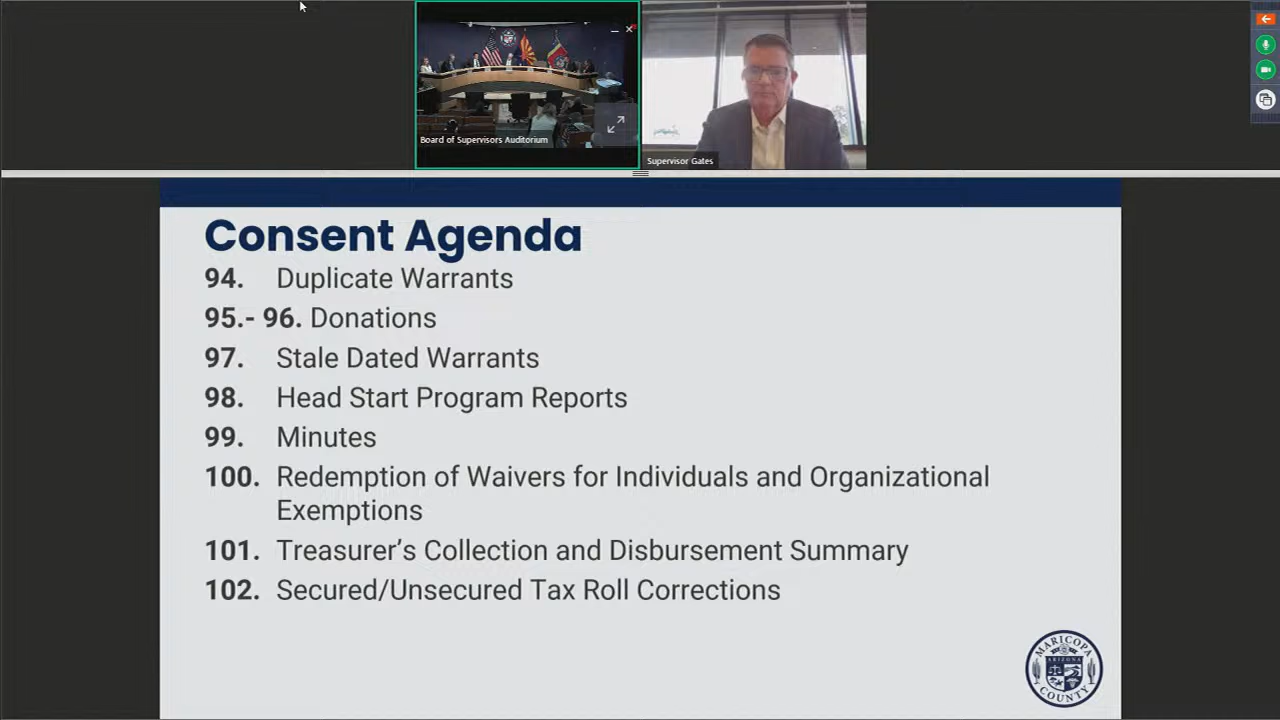 Board of Supervisors Auditorium
Supervisor Gates
Consent Agenda
94. Duplicate Warrants
95.- 96. Donations
97. Stale Dated Warrants
98. Head Start Program Reports
99. Minutes
100. Redemption of Waivers for Individuals and Organizational
Exemptions
101. Treasurer's Collection and Disbursement Summary
102. Secured/Unsecured Tax Roll Corrections
MARICOPA
ARIZONA
COUNTY